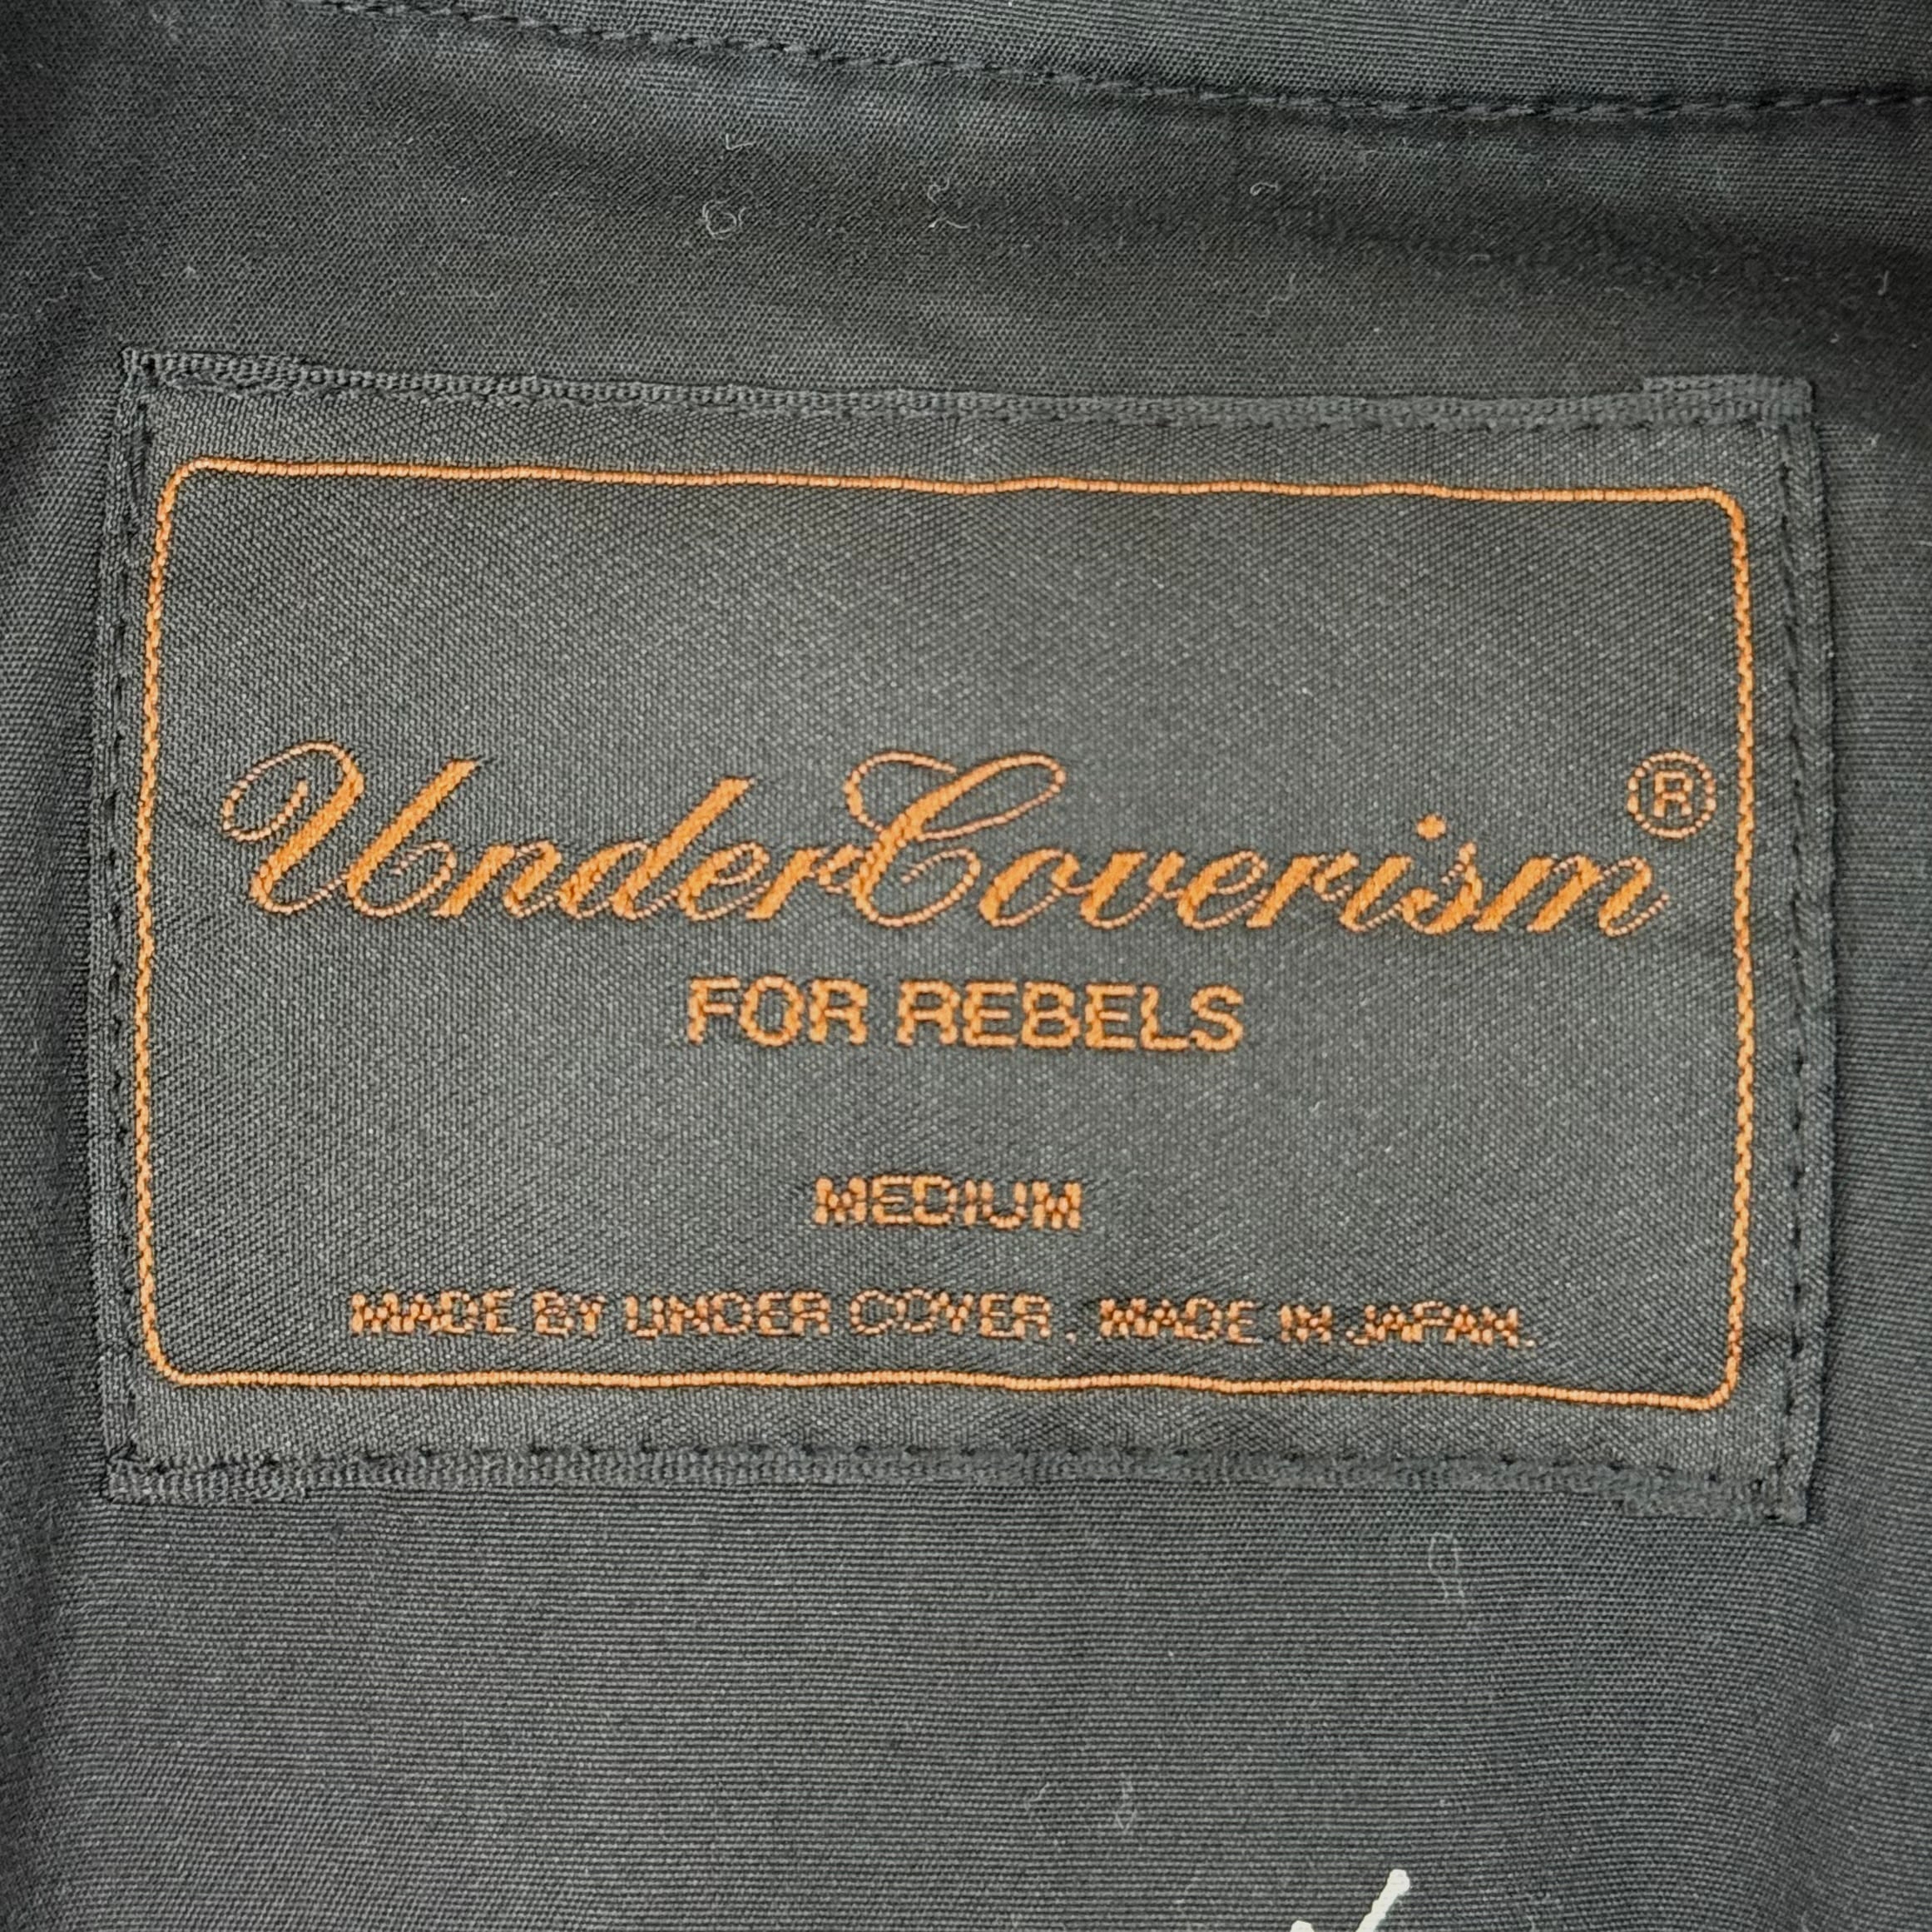 UnderCoverism®
FOR REBELS
MEDIUM
MADE BY UNDER COVER. MADE IN JAPAN.